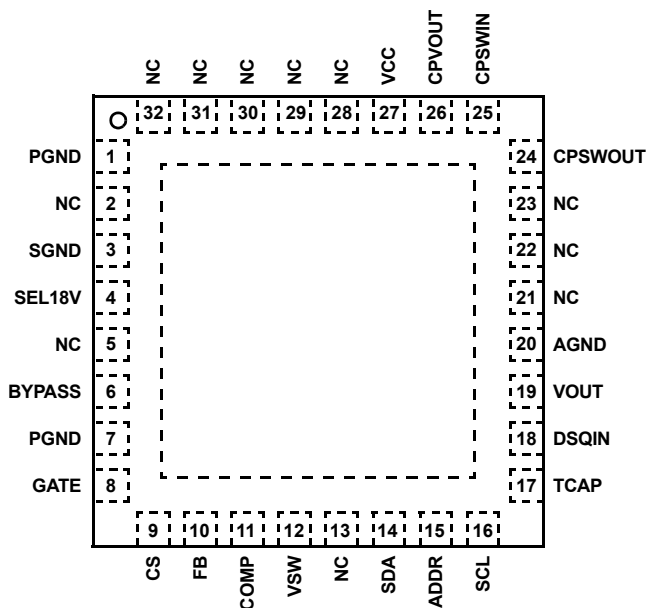 NC NC NC NC NC VCC CPVOUT CPSWIN
32 31 30 29 28 27 26 25
PGND 1 24 CPSWOUT
NC 2 23 NC
SGND 3 22 NC
SEL18V 4 21 NC
NC 5 20 AGND
BYPASS 6 19 VOUT
PGND 7 18 DSQIN
GATE 8 17 TCAP
9 10 11 12 13 14 15 16
CS FB COMP VSW NC SDA ADDR SCL